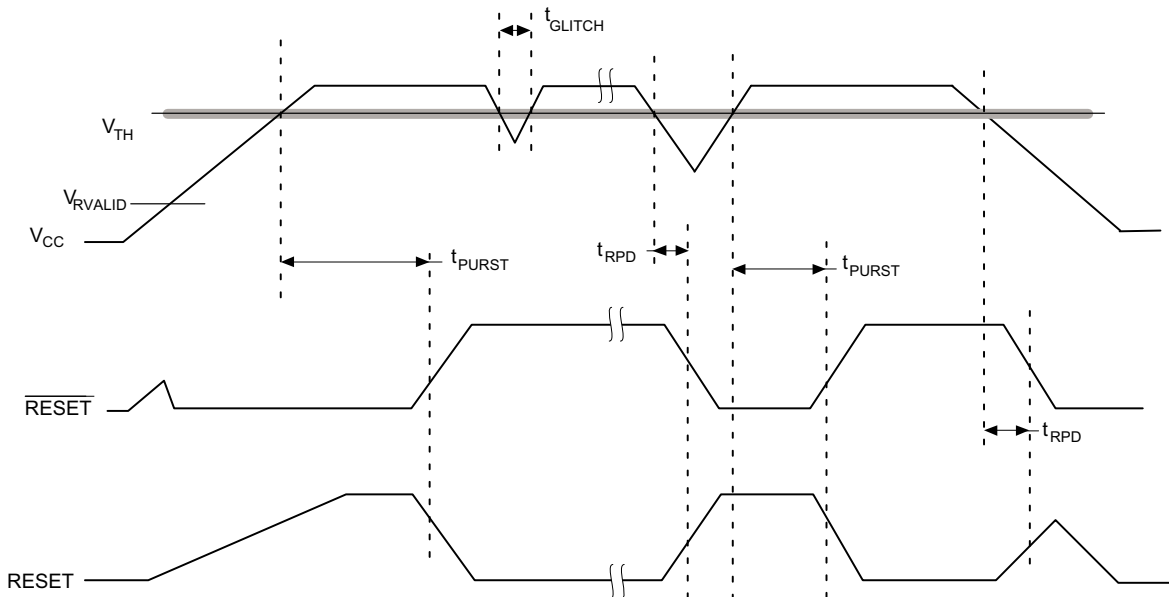 tGLITCH
VTH
VRVALID
VCC
tPURST
tRPD
tPURST
RESET
tRPD
RESET